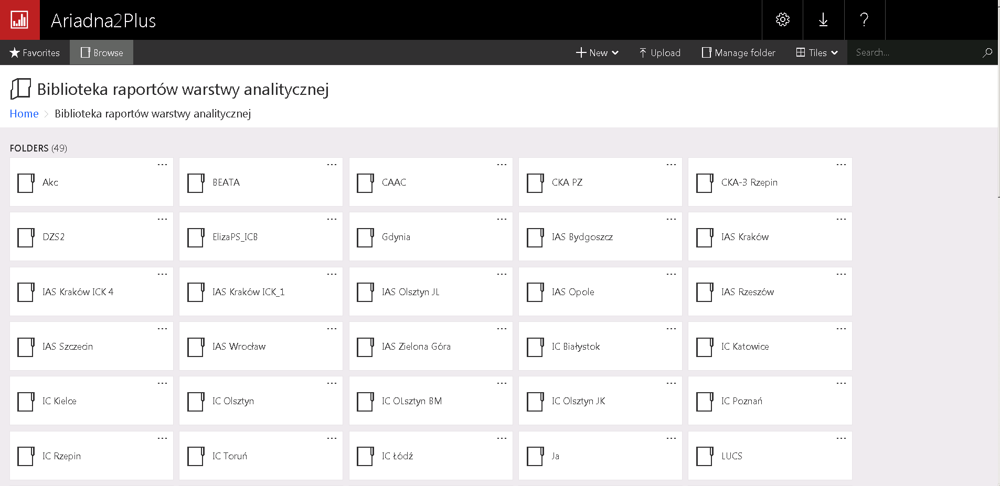 Ariadna2Plus
?
Favorites Browse New Upload Manage folder Tiles Search...
Biblioteka raportów warstwy analitycznej
Home Biblioteka raportów warstwy analitycznej
FOLDERS (49)
Akc BEATA CAAC CKA PZ CKA-3 Rzepin
DZS2 ElizaPS_ICB Gdynia IAS Bydgoszcz IAS Kraków
IAS Kraków ICK 4 IAS Kraków ICK_1 IAS Olsztyn JL IAS Opole IAS Rzeszów
IAS Szczecin IAS Wrocław IAS Zielona Góra IC Białystok IC Katowice
IC Kielce IC Olsztyn IC OLsztyn BM IC Olsztyn JK IC Poznań
IC Rzepin IC Toruń IC Łódź Ja LUCS